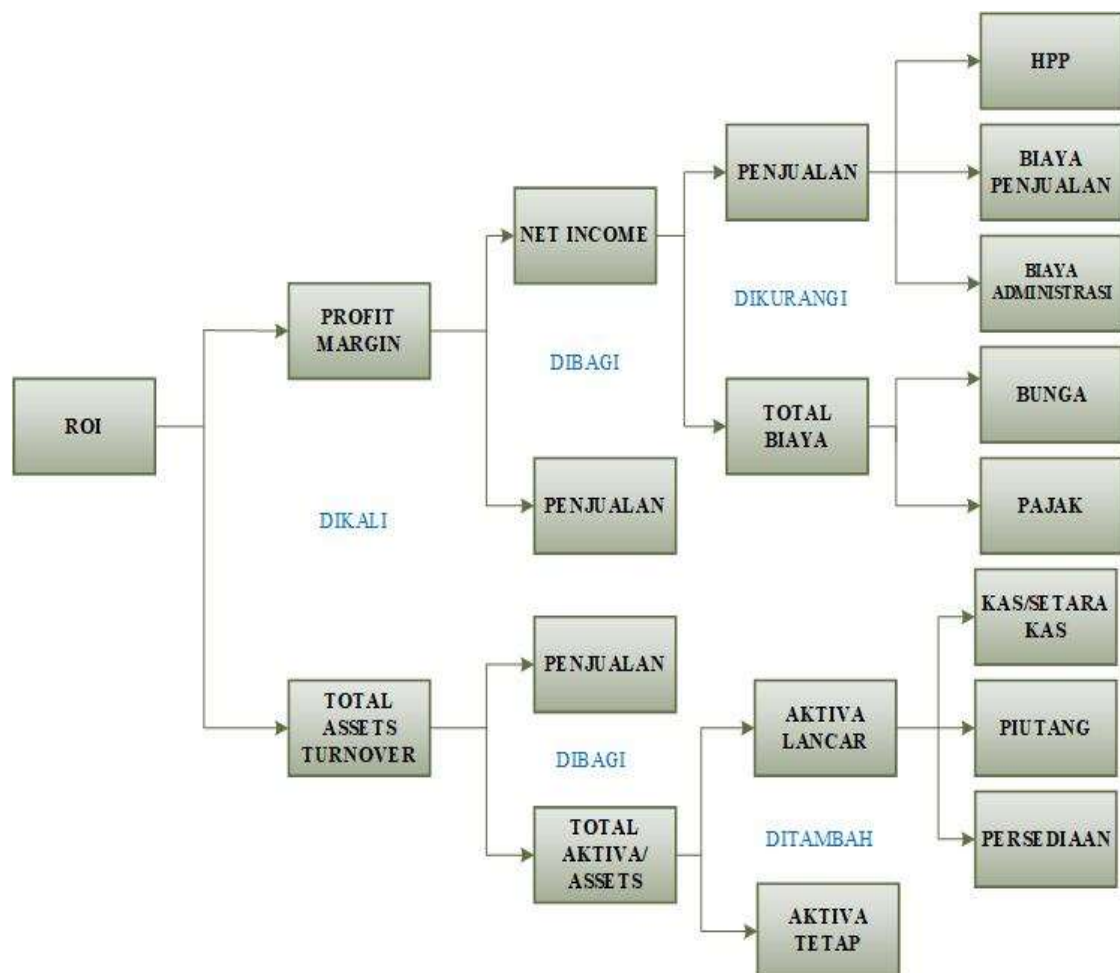 HPP
BIAYA
PENJUALAN
PENJUALAN
NET INCOME
BIAYA
ADMINISTRASI
DIKURANGI
PROFIT
MARGIN
DIBAGI
BUNGA
TOTAL
BIAYA
ROI
PENJUALAN
PAJAK
DIKALI
KAS/SETARA
KAS
PENJUALAN
TOTAL
ASSETS
TURNOVER
AKTIVA
LANCAR
PIUTANG
DIBAGI
TOTAL
AKTIVA/
ASSETS
DITAMBAH
PERSEDIAAN
AKTIVA
TETAP